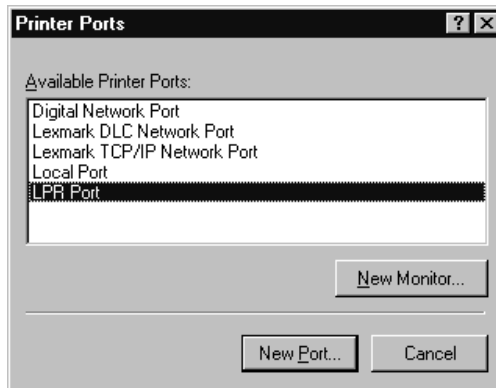 Printer Ports
Available Printer Ports:
Digital Network Port
Lexmark DLC Network Port
Lexmark TCP/IP Network Port
Local Port
LPR Port
New Monitor...
New Port...
Cancel